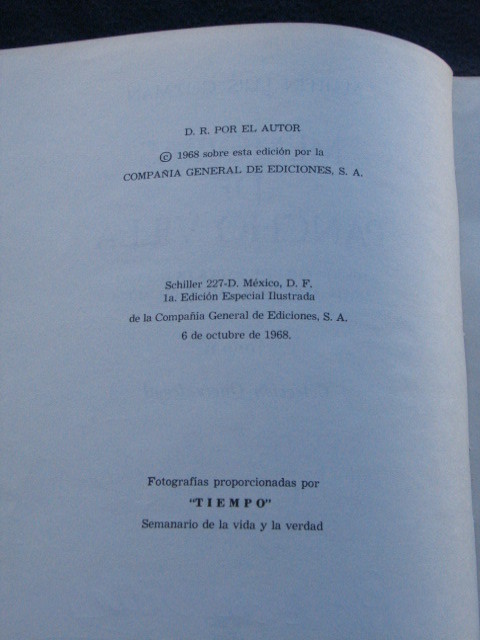 D. R. POR EL AUTOR
© 1968 sobre esta edición por la
COMPAÑIA GENERAL DE EDICIONES, S. A.
Schiller 227-D. México, D. F.
1a. Edición Especial Ilustrada
de la Compañía General de Ediciones, S. A.
6 de octubre de 1968.
Fotografías proporcionadas por
"TIEMPO"
Semanario de la vida y la verdad